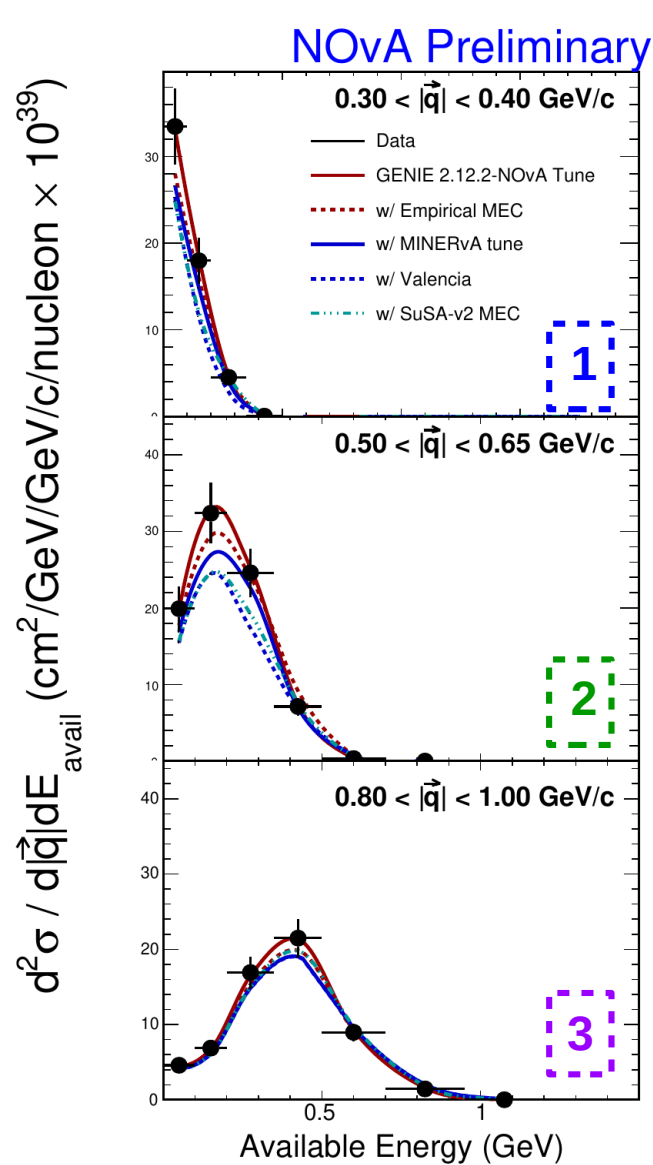 NOvA Preliminary
d²σ / d|q⃗|dE_avail (cm²/GeV/GeV/c/nucleon × 10³⁹)
0.30 < |q⃗| < 0.40 GeV/c
Data
GENIE 2.12.2-NOvA Tune
w/ Empirical MEC
w/ MINERvA tune
w/ Valencia
w/ SuSA-v2 MEC
30
20
10
1
0.50 < |q⃗| < 0.65 GeV/c
40
30
20
10
2
0.80 < |q⃗| < 1.00 GeV/c
40
30
20
10
0
3
0.5 1
Available Energy (GeV)